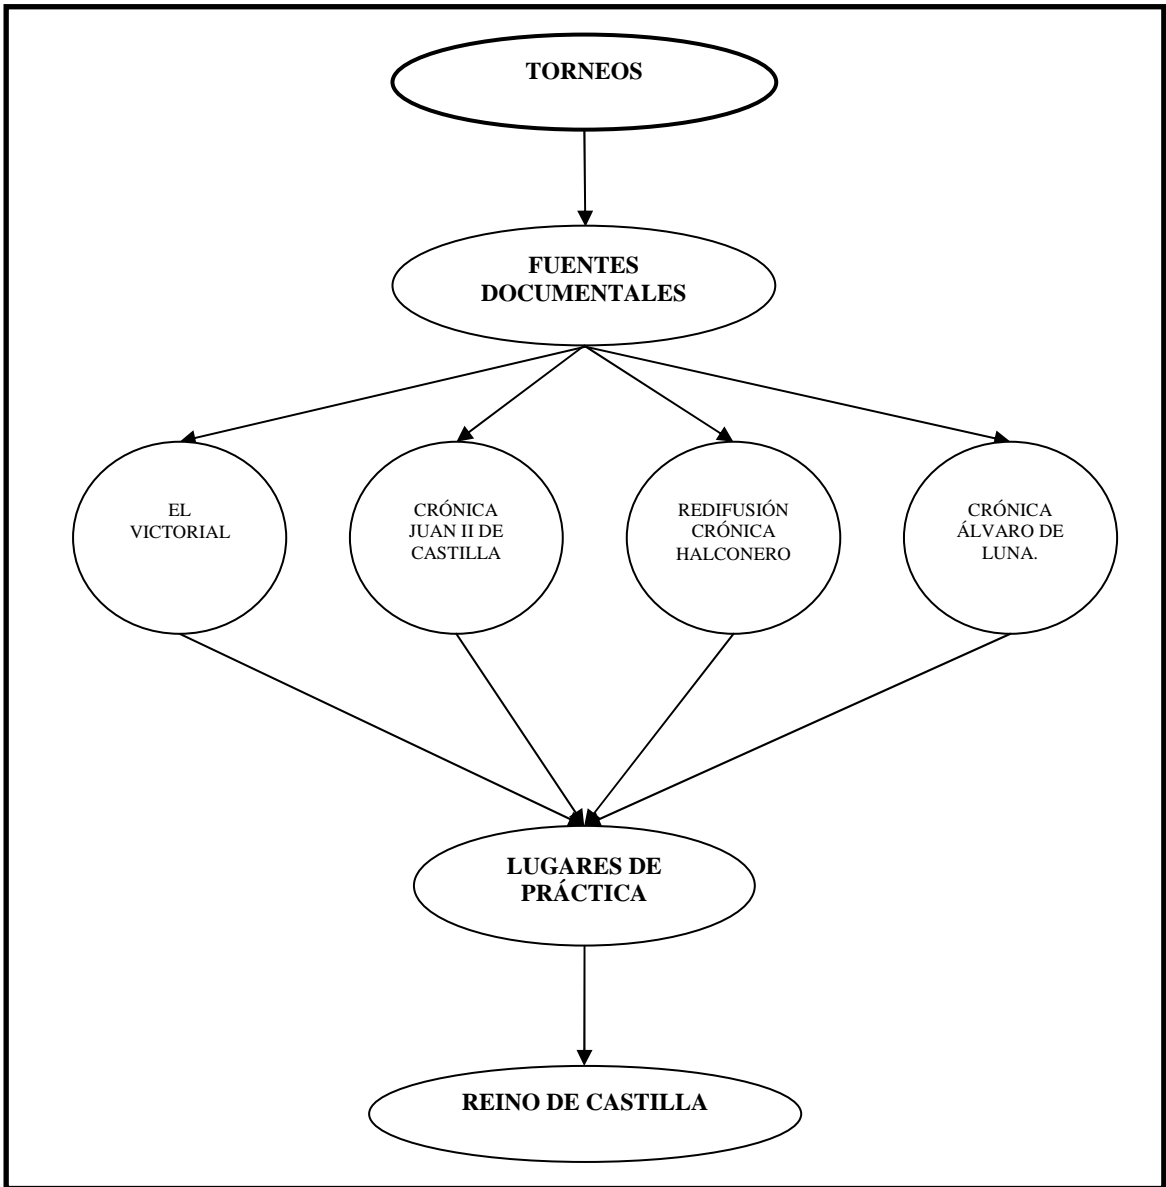 TORNEOS
FUENTES
DOCUMENTALES
EL
VICTORIAL
CRÓNICA
JUAN II DE
CASTILLA
REDIFUSIÓN
CRÓNICA
HALCONERO
CRÓNICA
ÁLVARO DE
LUNA.
LUGARES DE
PRÁCTICA
REINO DE CASTILLA